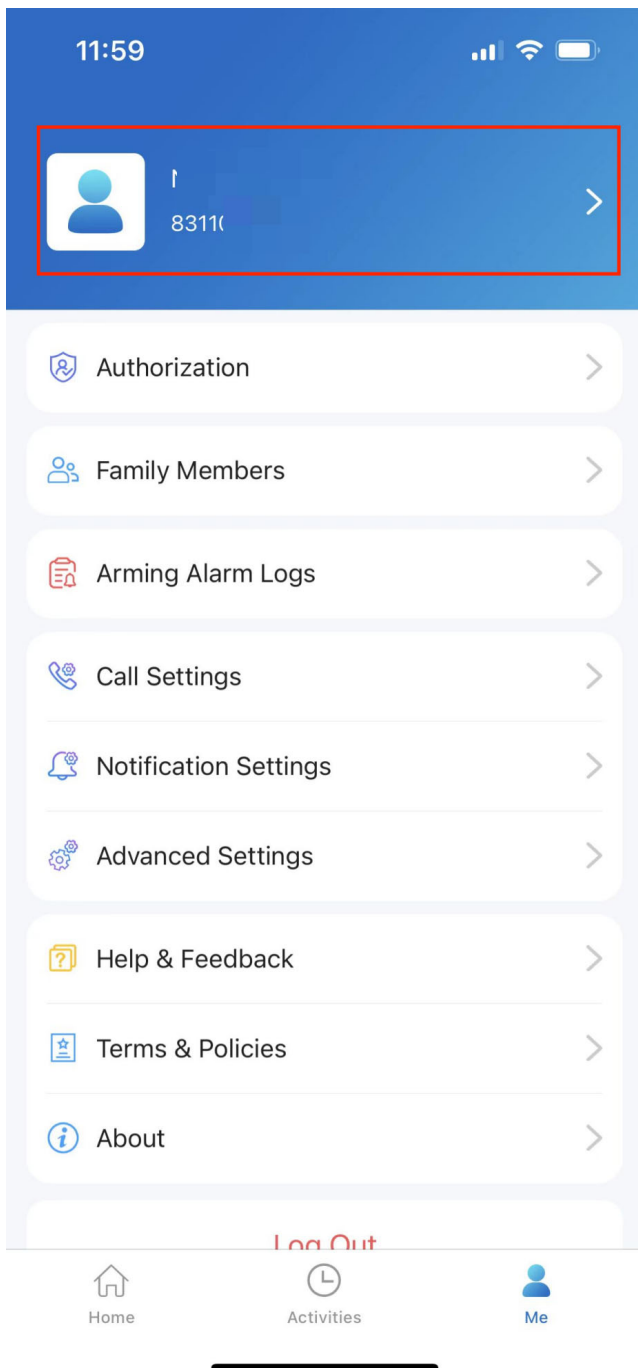 11:59
8311
Authorization
Family Members
Arming Alarm Logs
Call Settings
Notification Settings
Advanced Settings
Help & Feedback
Terms & Policies
About
Log Out
Home
Activities
Me